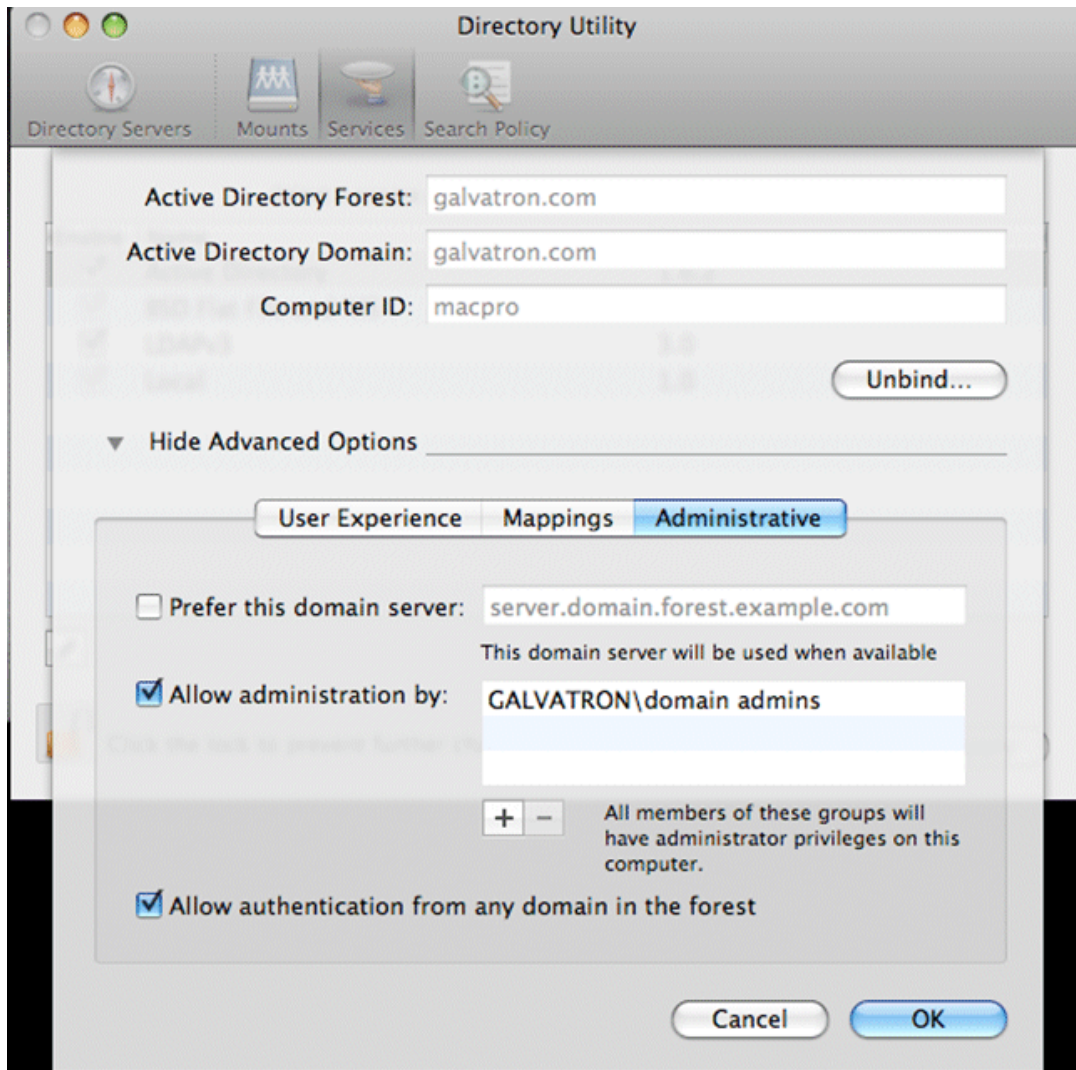 Directory Utility
Directory Servers Mounts Services Search Policy
Active Directory Forest: galvatron.com
Active Directory Domain: galvatron.com
Computer ID: macpro
Unbind...
Hide Advanced Options
User Experience Mappings Administrative
Prefer this domain server: server.domain.forest.example.com
This domain server will be used when available
Allow administration by: GALVATRON\domain admins
+ −
All members of these groups will
have administrator privileges on this
computer.
Allow authentication from any domain in the forest
Cancel OK